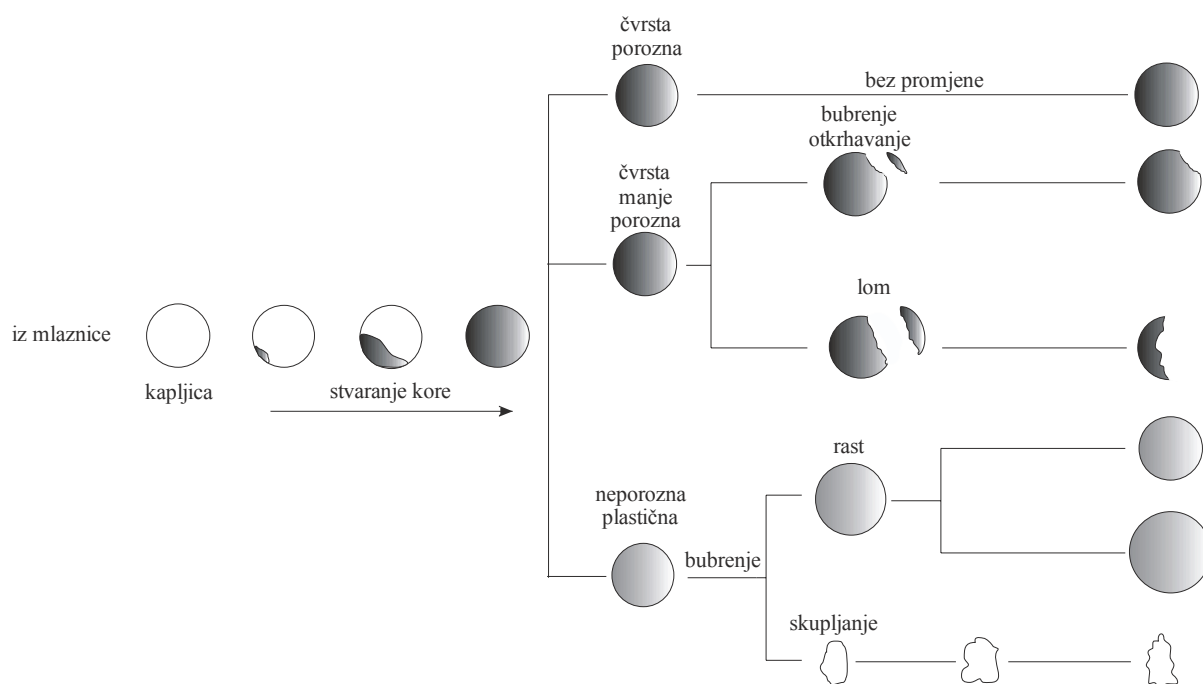 čvrsta
porozna
bez promjene
bubrenje
otkrhavanje
čvrsta
manje
porozna
lom
iz mlaznice
kapljica
stvaranje kore
rast
neporozna
plastična
bubrenje
skupljanje